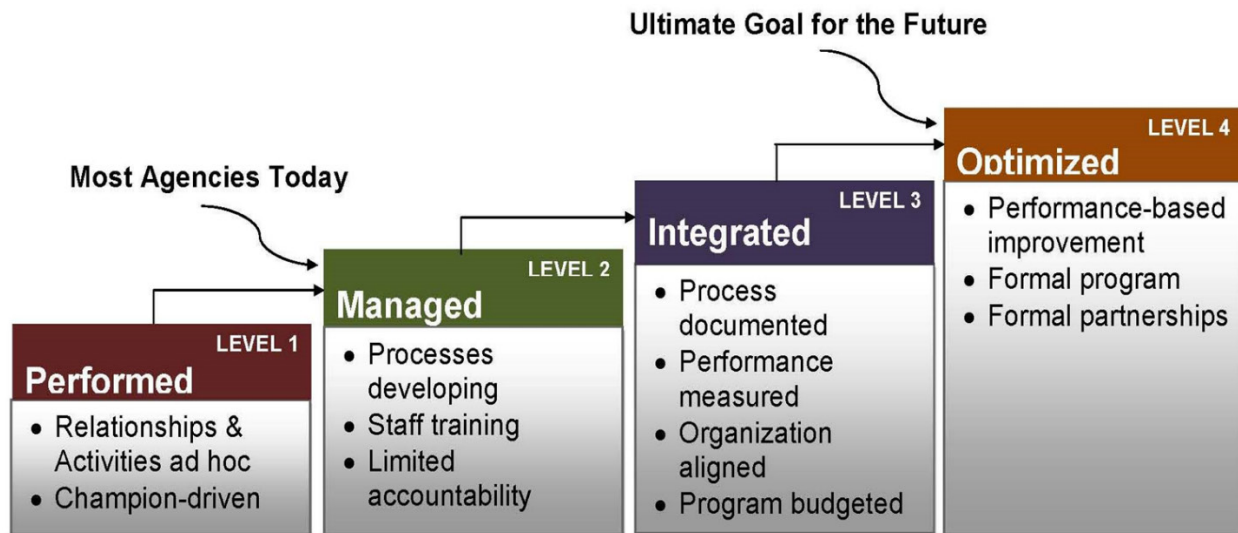 Ultimate Goal for the Future
Most Agencies Today
LEVEL 1
Performed
• Relationships &
Activities ad hoc
• Champion-driven
LEVEL 2
Managed
• Processes
developing
• Staff training
• Limited
accountability
LEVEL 3
Integrated
• Process
documented
• Performance
measured
• Organization
aligned
• Program budgeted
LEVEL 4
Optimized
• Performance-based
improvement
• Formal program
• Formal partnerships